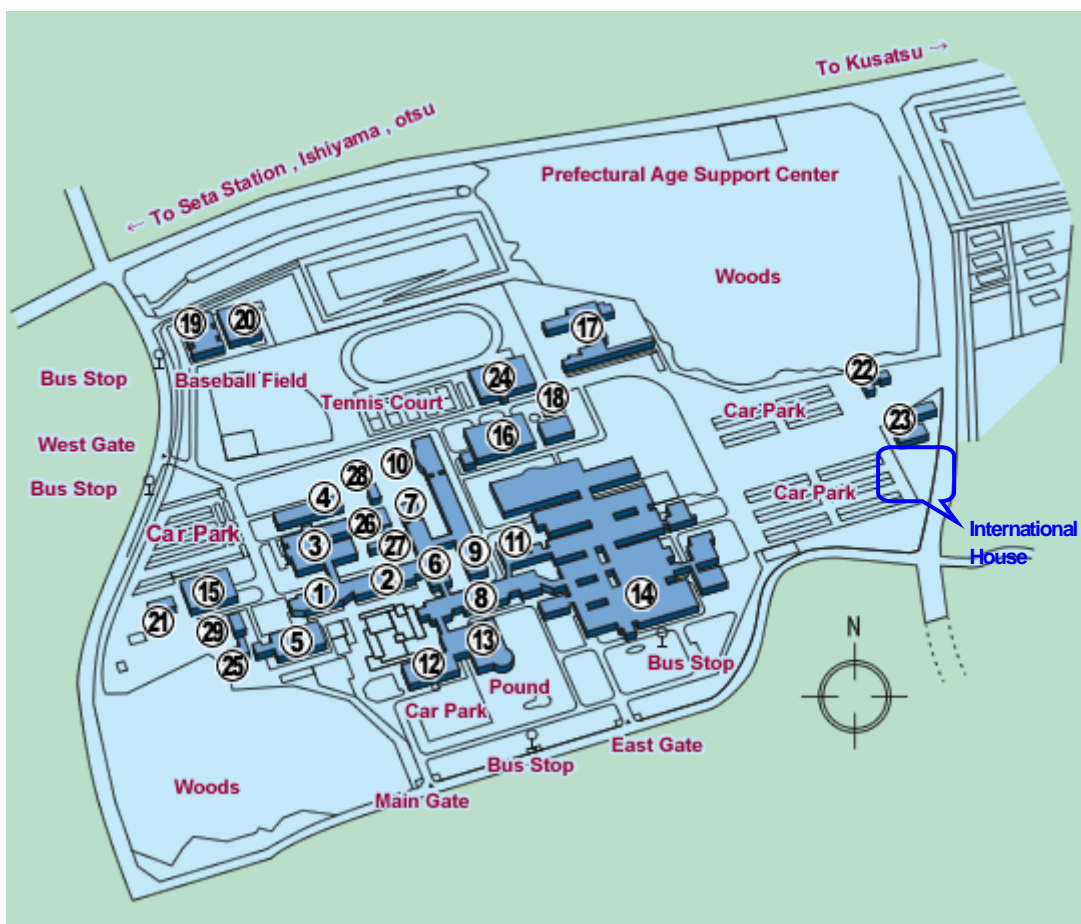 To Kusatsu →
← To Seta Station , Ishiyama , otsu
Prefectural Age Support Center
Woods
19
20
17
Bus Stop
Baseball Field
24
22
Tennis Court
18
Car Park
23
West Gate
16
10
28
Bus Stop
4
7
Car Park
26
Car Park
International
House
3
27
9
11
6
2
1
8
14
15
21
29
5
13
N
25
12
Bus Stop
Pound
Car Park
East Gate
Bus Stop
Woods
Main Gate